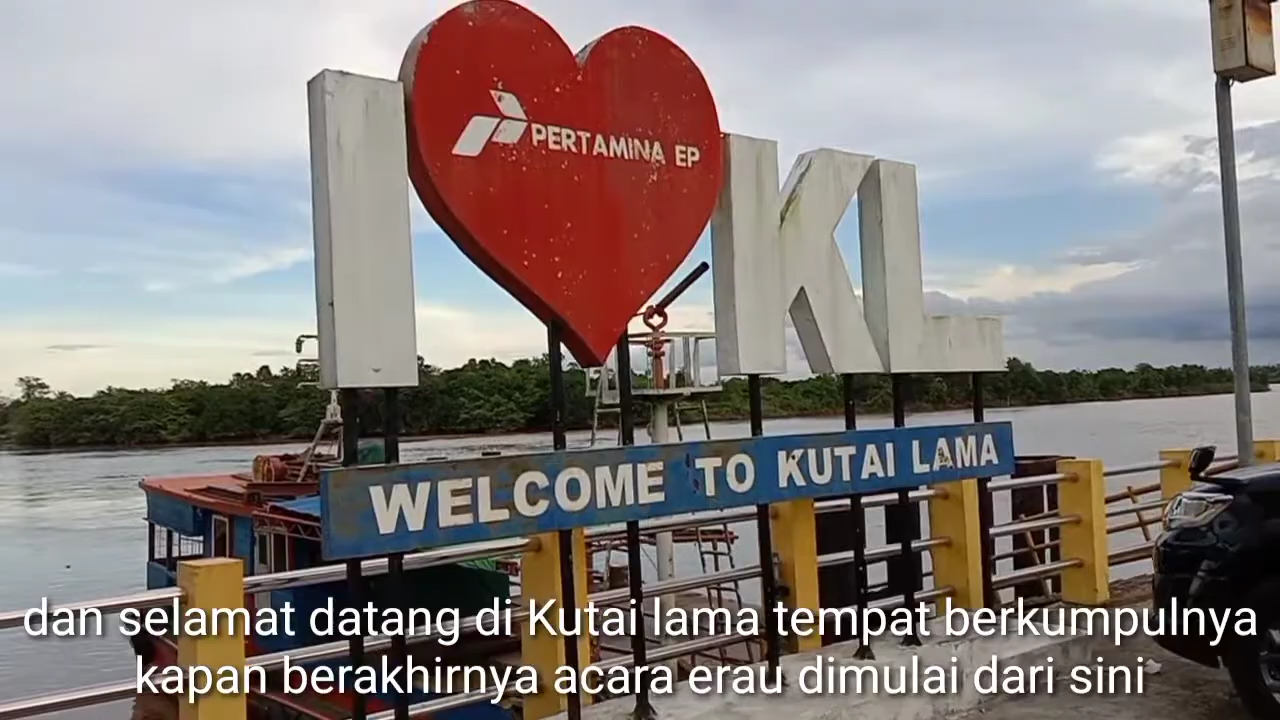 I
PERTAMINA EP
KL
WELCOME TO KUTAI LAMA
dan selamat datang di Kutai lama tempat berkumpulnya
kapan berakhirnya acara erau dimulai dari sini